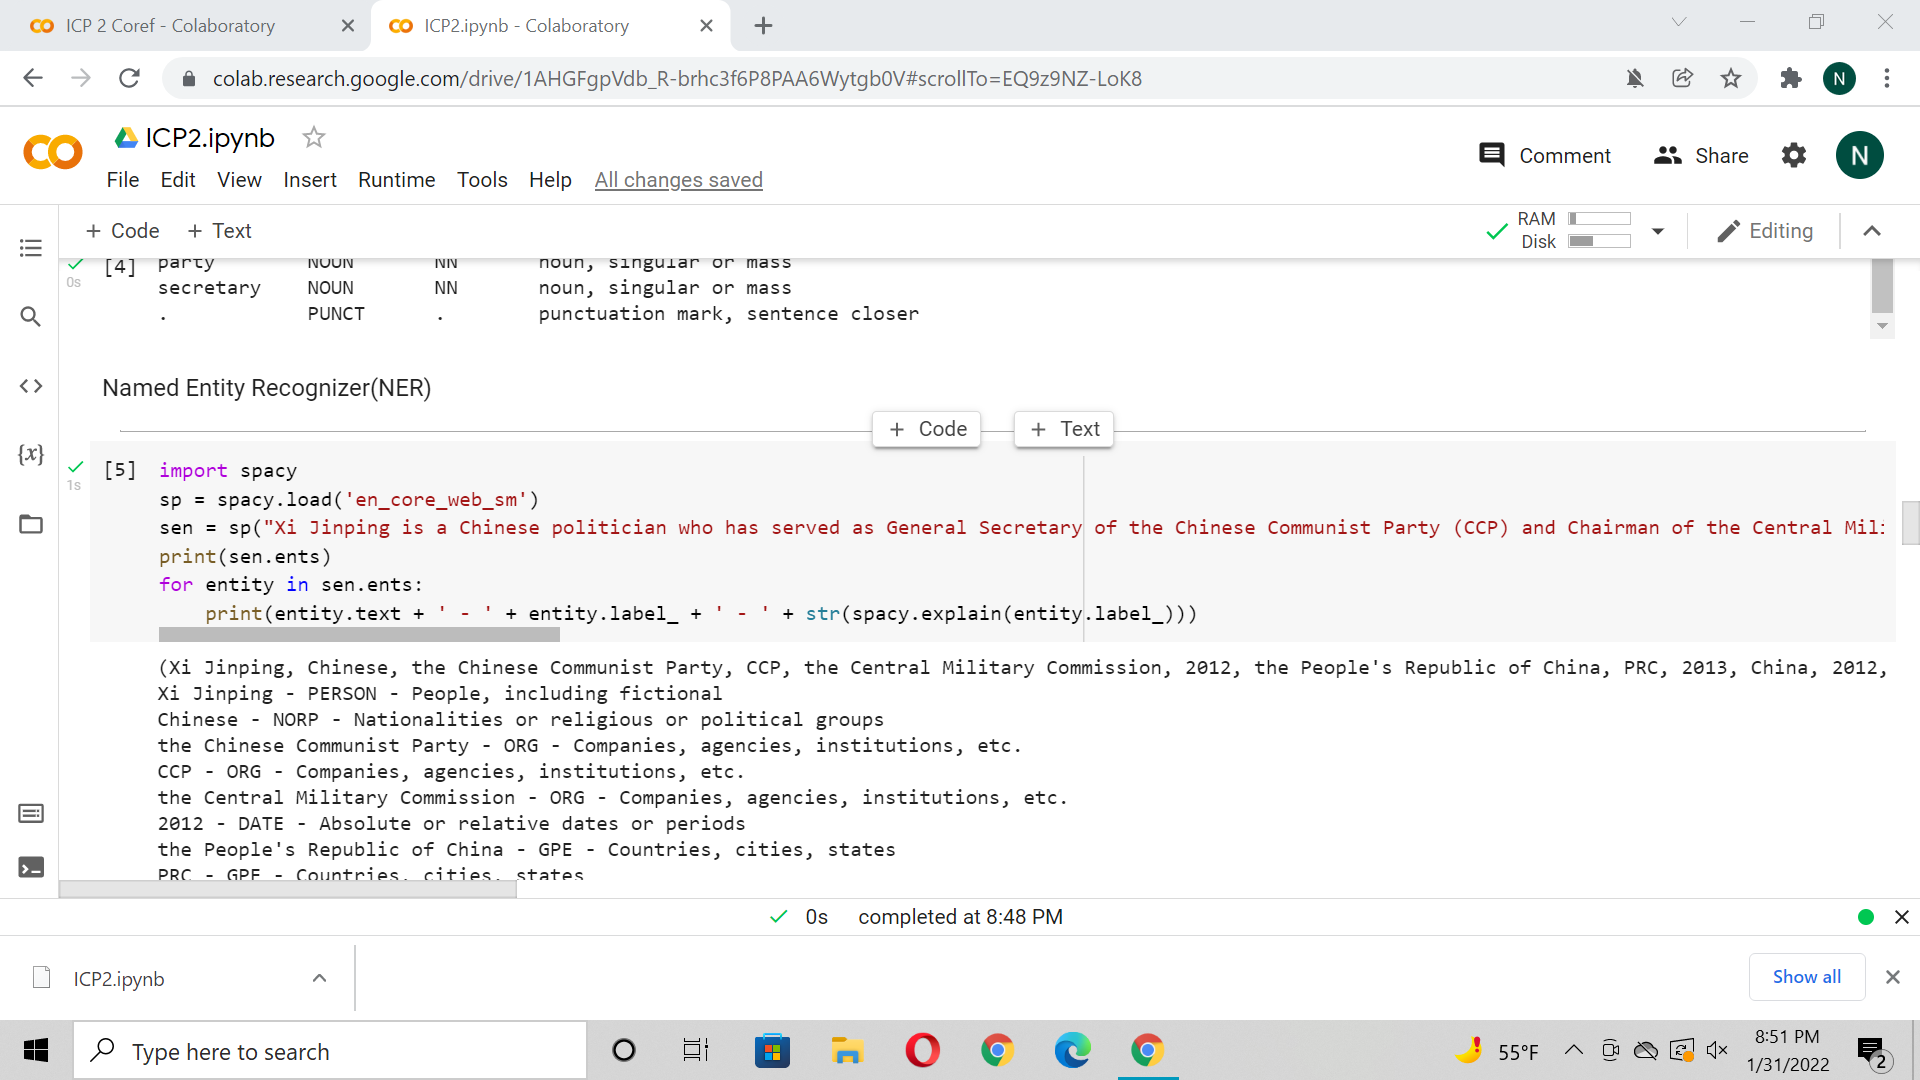 ICP 2 Coref - Colaboratory
ICP2.ipynb - Colaboratory
colab.research.google.com/drive/1AHGFgpVdb_R-brhc3f6P8PAA6Wytgb0V#scrollTo=EQ9z9NZ-LoK8
N
ICP2.ipynb
Comment
Share
N
File Edit View Insert Runtime Tools Help All changes saved
+ Code + Text
RAM
Disk
Editing
[4] party NOUN NN noun, singular or mass
0s
secretary NOUN NN noun, singular or mass
. PUNCT . punctuation mark, sentence closer
Named Entity Recognizer(NER)
+ Code + Text
{x}
[5] import spacy
1s
sp = spacy.load('en_core_web_sm')
sen = sp("Xi Jinping is a Chinese politician who has served as General Secretary of the Chinese Communist Party (CCP) and Chairman of the Central Mili
print(sen.ents)
for entity in sen.ents:
print(entity.text + ' - ' + entity.label_ + ' - ' + str(spacy.explain(entity.label_)))
(Xi Jinping, Chinese, the Chinese Communist Party, CCP, the Central Military Commission, 2012, the People's Republic of China, PRC, 2013, China, 2012,
Xi Jinping - PERSON - People, including fictional
Chinese - NORP - Nationalities or religious or political groups
the Chinese Communist Party - ORG - Companies, agencies, institutions, etc.
CCP - ORG - Companies, agencies, institutions, etc.
the Central Military Commission - ORG - Companies, agencies, institutions, etc.
2012 - DATE - Absolute or relative dates or periods
the People's Republic of China - GPE - Countries, cities, states
PRC - GPE - Countries, cities, states
0s completed at 8:48 PM
ICP2.ipynb
Show all
Type here to search
55°F
8:51 PM
1/31/2022
2